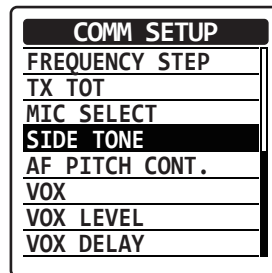 COMM SETUP
FREQUENCY STEP
TX TOT
MIC SELECT
SIDE TONE
AF PITCH CONT.
VOX
VOX LEVEL
VOX DELAY